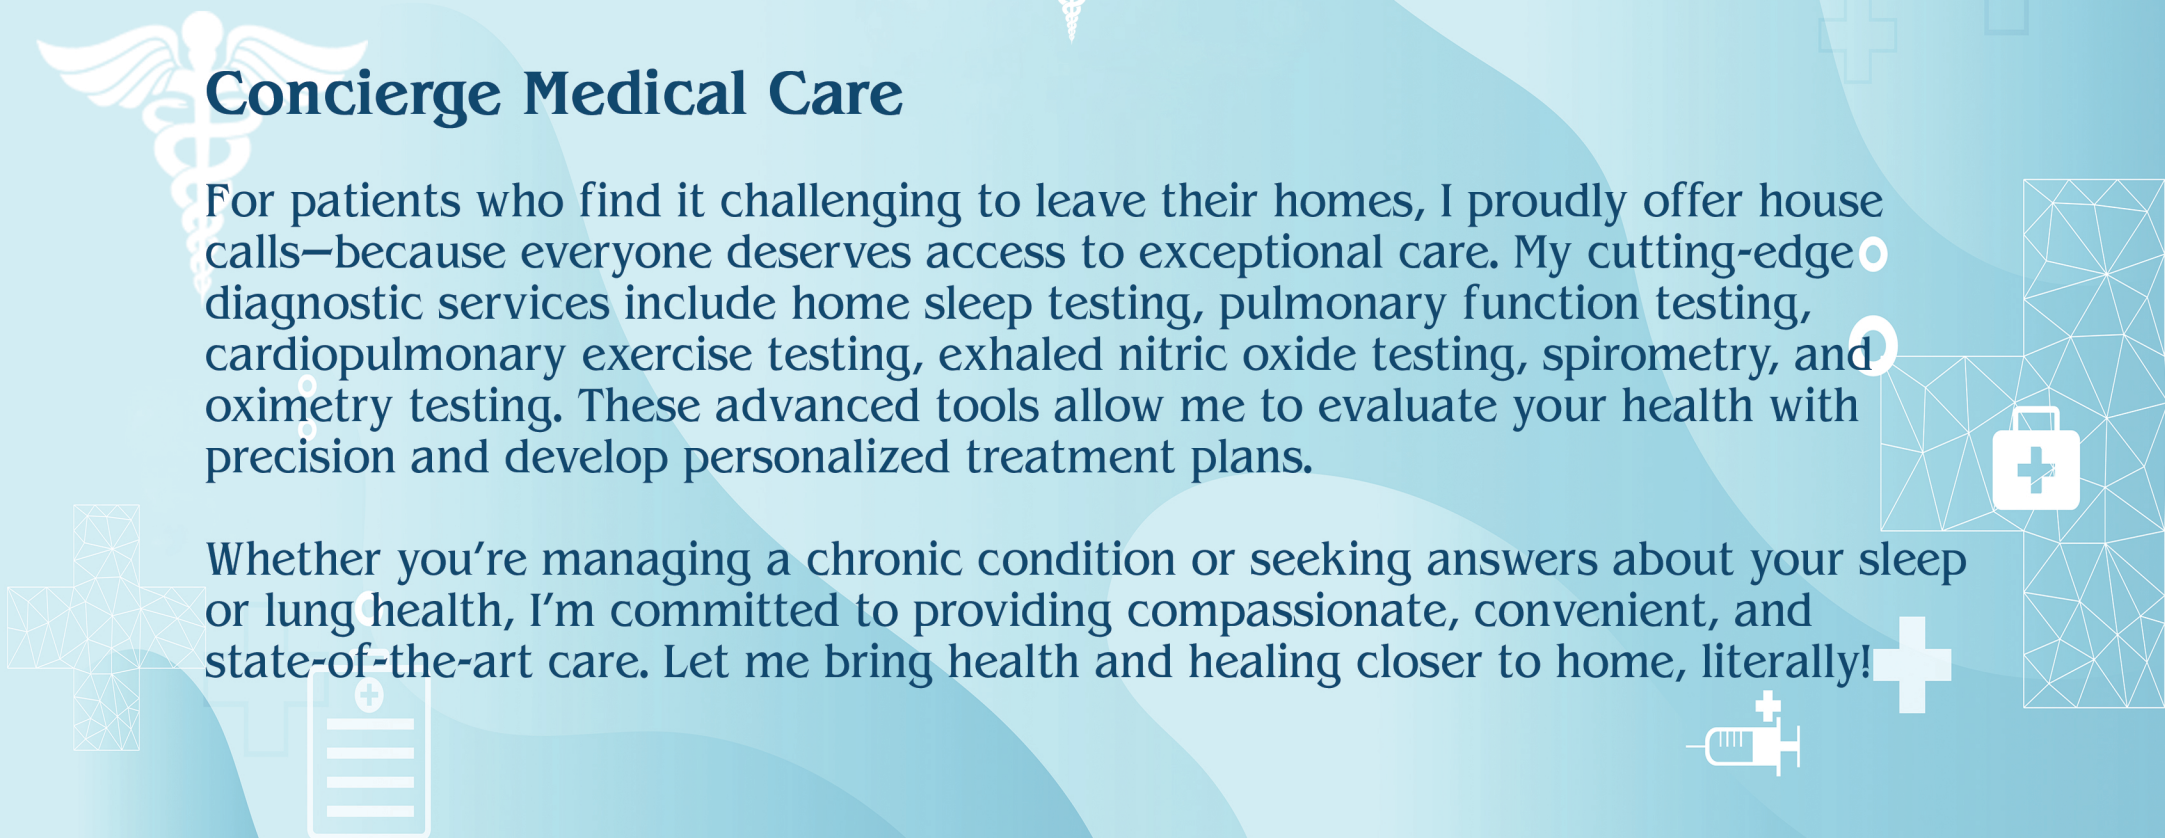 Concierge Medical Care
For patients who find it challenging to leave their homes, I proudly offer house
calls—because everyone deserves access to exceptional care. My cutting-edge
diagnostic services include home sleep testing, pulmonary function testing,
cardiopulmonary exercise testing, exhaled nitric oxide testing, spirometry, and
oximetry testing. These advanced tools allow me to evaluate your health with
precision and develop personalized treatment plans.
Whether you’re managing a chronic condition or seeking answers about your sleep
or lung health, I’m committed to providing compassionate, convenient, and
state-of-the-art care. Let me bring health and healing closer to home, literally!